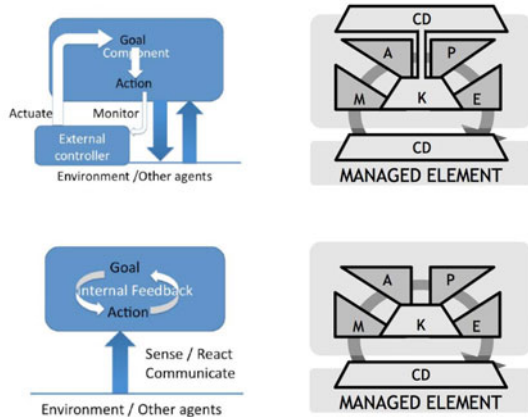 Goal
Component
Action
Actuate
Monitor
External
controller
Environment /Other agents
CD
A
P
M
K
E
CD
MANAGED ELEMENT
Goal
Internal Feedback
Action
Sense / React
Communicate
Environment / Other agents
A
P
M
K
E
CD
MANAGED ELEMENT